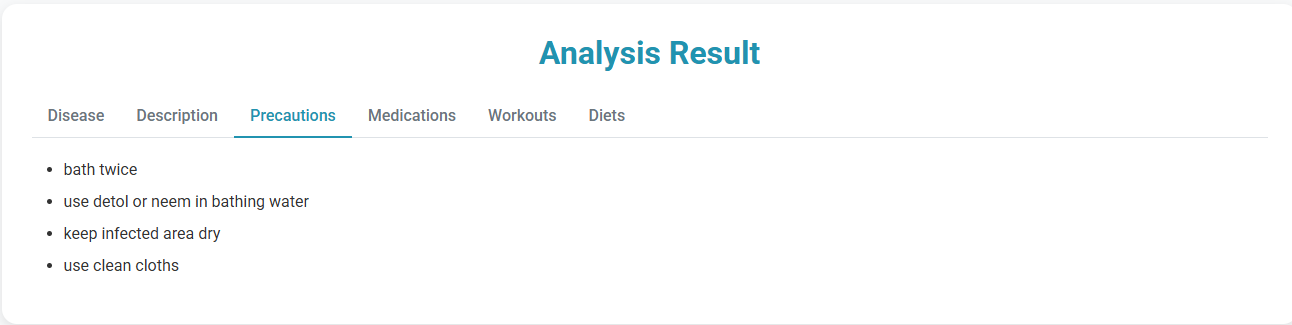 Analysis Result
Disease Description Precautions Medications Workouts Diets
bath twice
use detol or neem in bathing water
keep infected area dry
use clean cloths